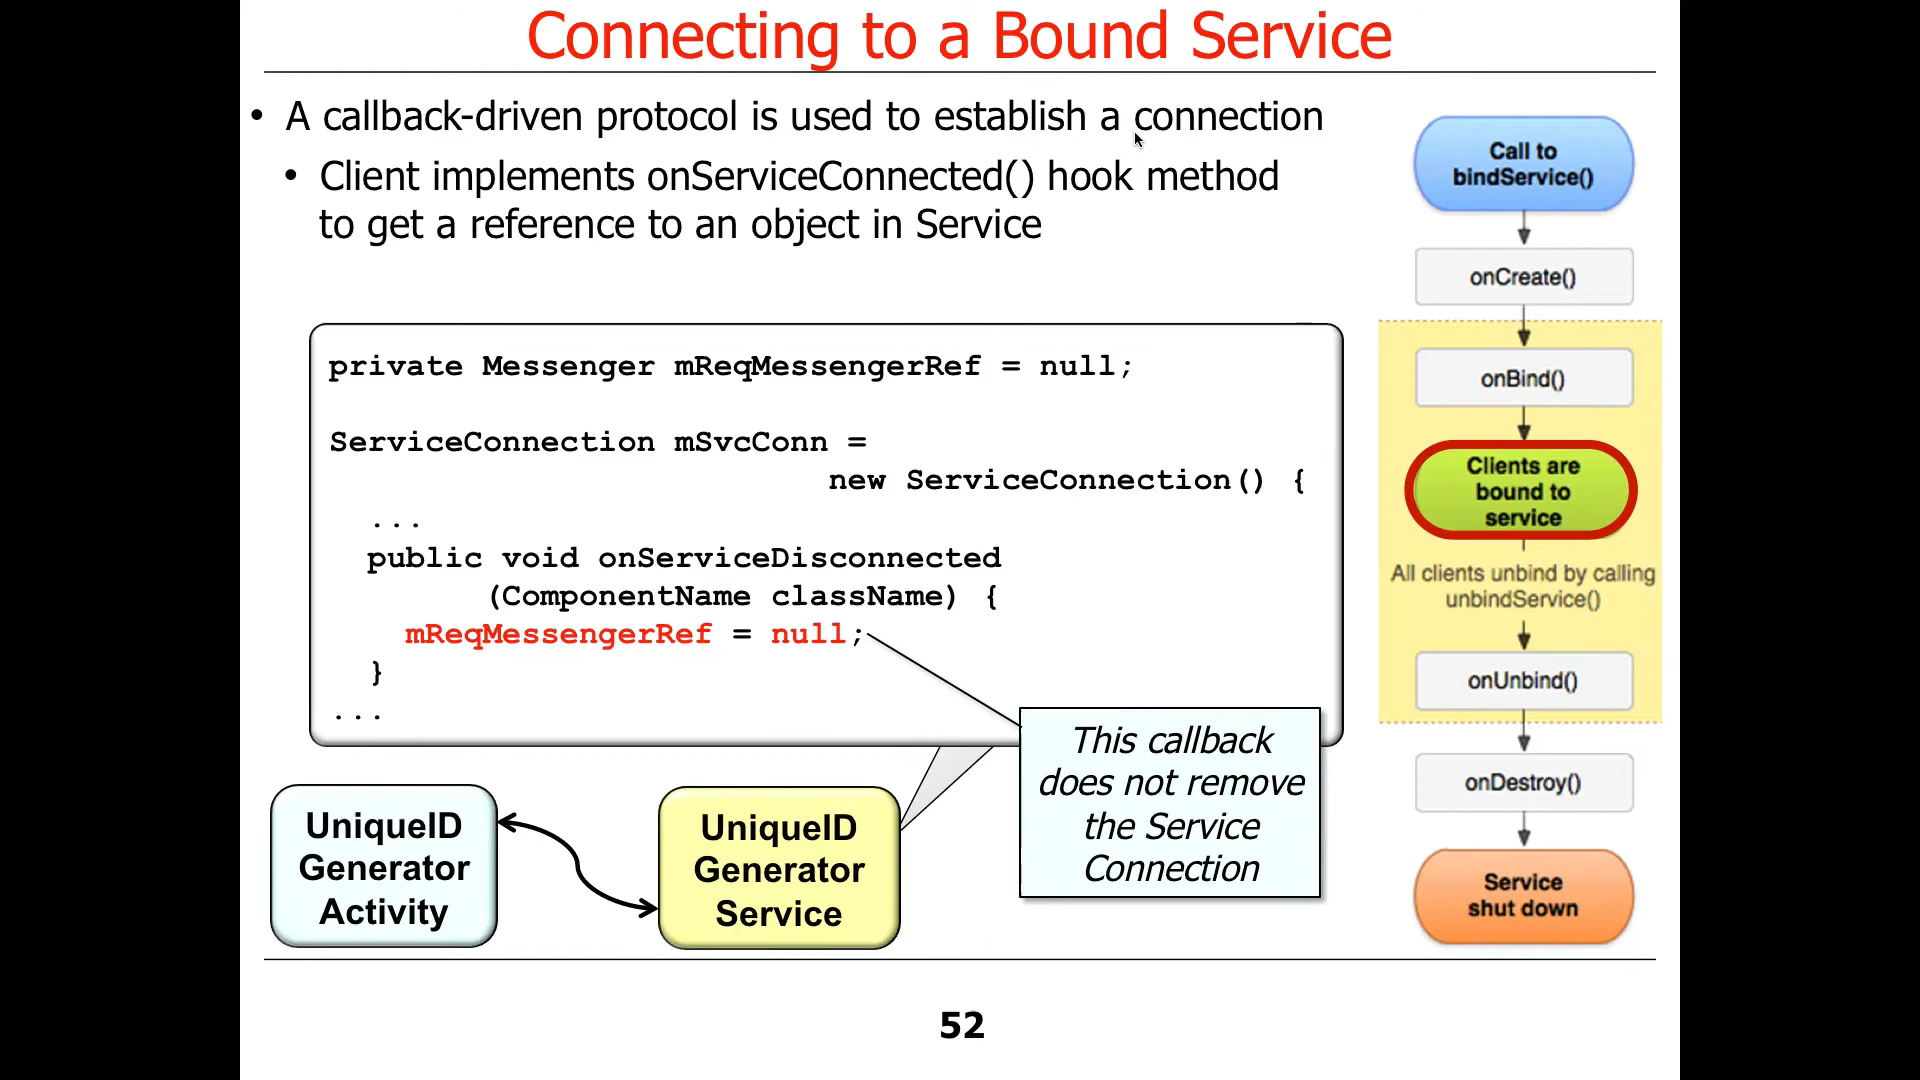 Connecting to a Bound Service
• A callback-driven protocol is used to establish a connection
• Client implements onServiceConnected() hook method
to get a reference to an object in Service
private Messenger mReqMessengerRef = null;
ServiceConnection mSvcConn =
new ServiceConnection() {
...
public void onServiceDisconnected
(ComponentName className) {
mReqMessengerRef = null;
}
...
This callback
does not remove
the Service
Connection
UniqueID
Generator
Activity
UniqueID
Generator
Service
Call to
bindService()
onCreate()
onBind()
Clients are
bound to
service
All clients unbind by calling
unbindService()
onUnbind()
onDestroy()
Service
shut down
52